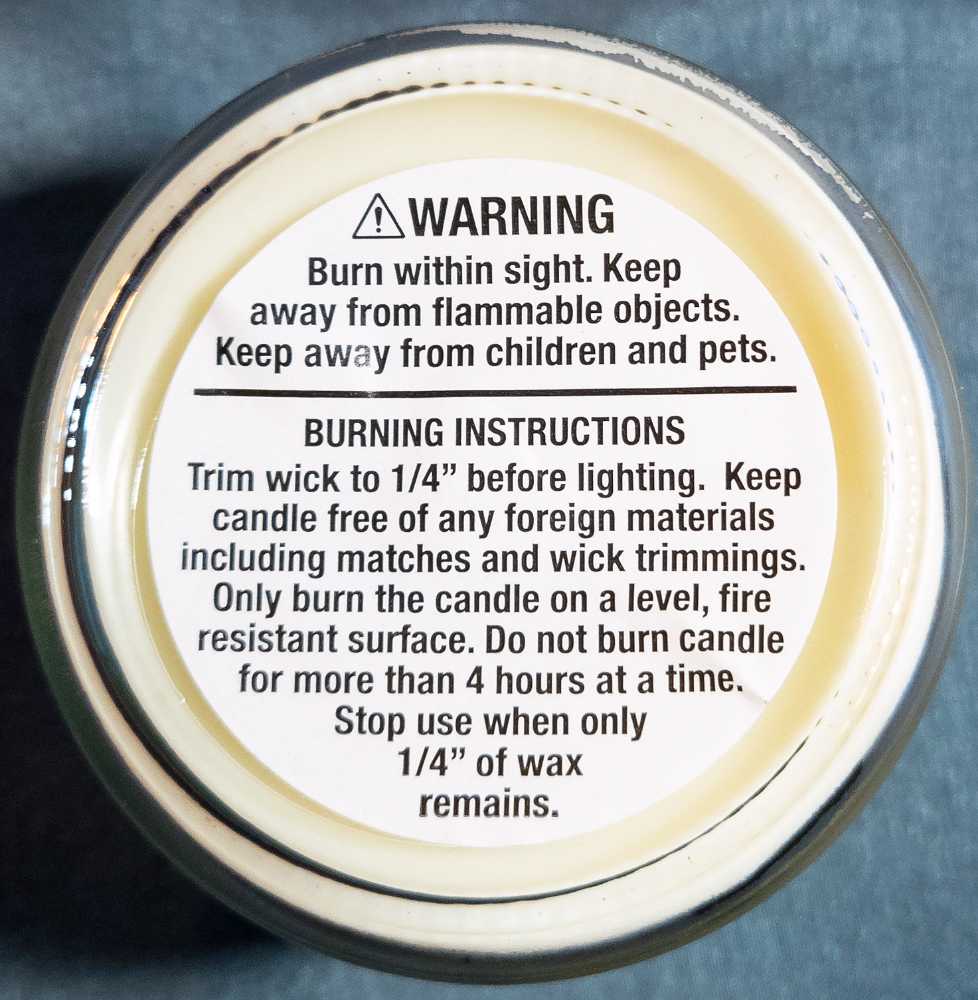 ⚠WARNING
Burn within sight. Keep
away from flammable objects.
Keep away from children and pets.
BURNING INSTRUCTIONS
Trim wick to 1/4” before lighting.  Keep
candle free of any foreign materials
including matches and wick trimmings.
Only burn the candle on a level, fire
resistant surface. Do not burn candle
for more than 4 hours at a time.
Stop use when only
1/4” of wax
remains.